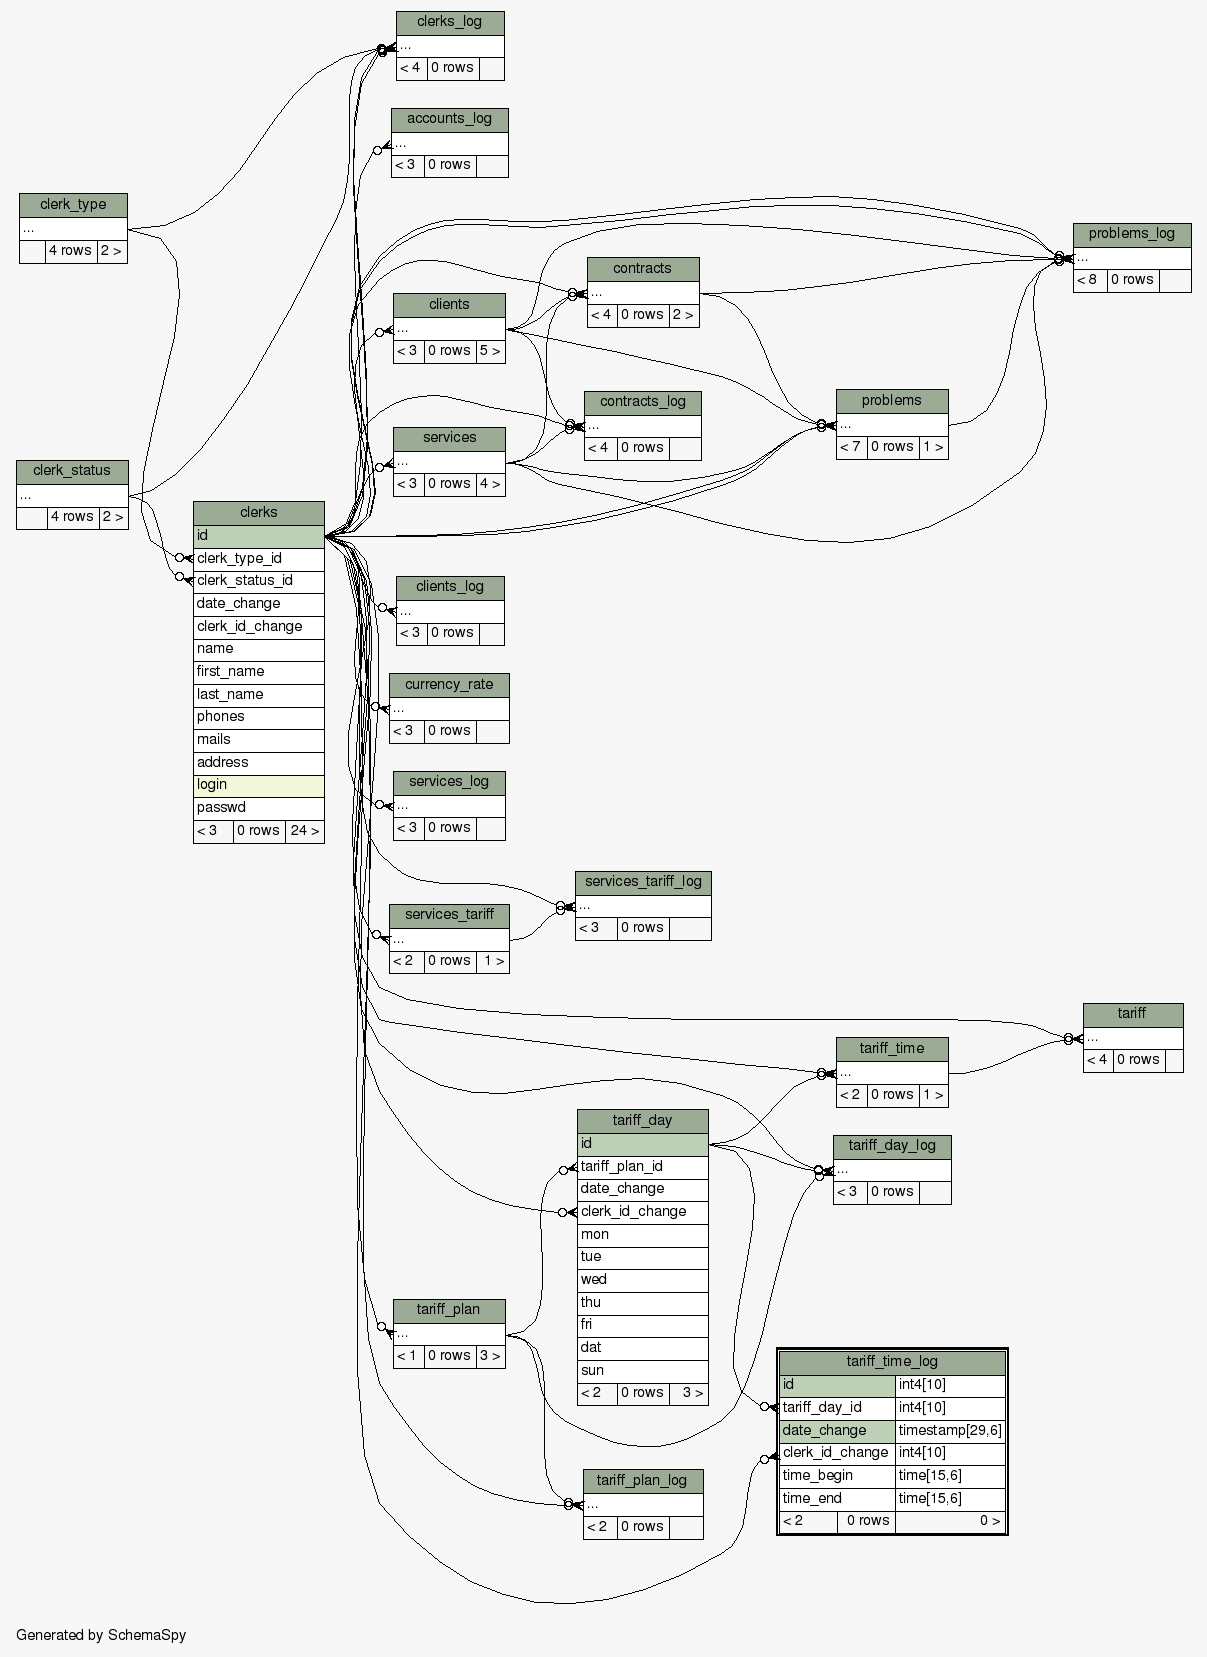 clerks_log
...
< 4 0 rows
accounts_log
...
< 3 0 rows
clerk_type
...
4 rows 2 >
problems_log
...
< 8 0 rows
contracts
...
< 4 0 rows 2 >
clients
...
< 3 0 rows 5 >
contracts_log
...
< 4 0 rows
problems
...
< 7 0 rows 1 >
services
...
< 3 0 rows 4 >
clerk_status
...
4 rows 2 >
clerks
id
clerk_type_id
clerk_status_id
date_change
clerk_id_change
name
first_name
last_name
phones
mails
address
login
passwd
< 3 0 rows 24 >
clients_log
...
< 3 0 rows
currency_rate
...
< 3 0 rows
services_log
...
< 3 0 rows
services_tariff_log
...
< 3 0 rows
services_tariff
...
< 2 0 rows 1 >
tariff
...
< 4 0 rows
tariff_time
...
< 2 0 rows 1 >
tariff_day
id
tariff_plan_id
date_change
clerk_id_change
mon
tue
wed
thu
fri
dat
sun
< 2 0 rows 3 >
tariff_day_log
...
< 3 0 rows
tariff_plan
...
< 1 0 rows 3 >
tariff_time_log
id int4[10]
tariff_day_id int4[10]
date_change timestamp[29,6]
clerk_id_change int4[10]
time_begin time[15,6]
time_end time[15,6]
< 2 0 rows 0 >
tariff_plan_log
...
< 2 0 rows
Generated by SchemaSpy